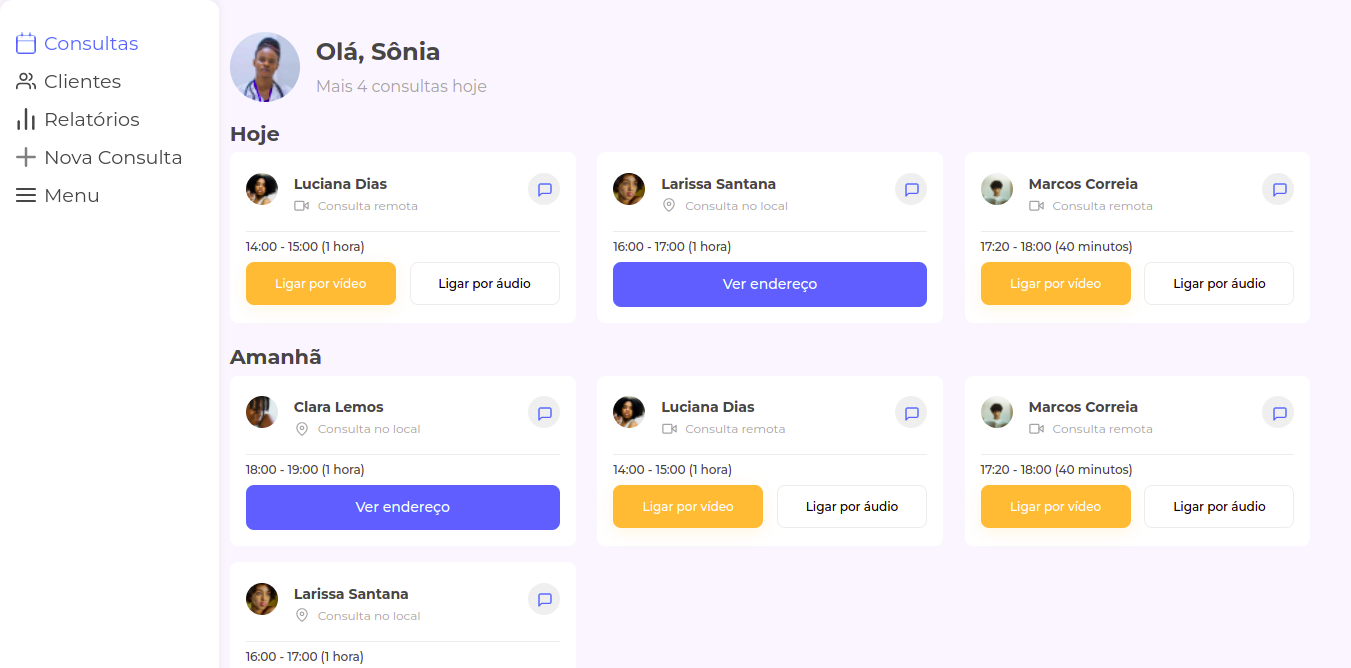 Consultas
Clientes
Relatórios
Nova Consulta
Menu
Olá, Sônia
Mais 4 consultas hoje
Hoje
Luciana Dias
Consulta remota
14:00 - 15:00 (1 hora)
Ligar por vídeo
Ligar por áudio
Larissa Santana
Consulta no local
16:00 - 17:00 (1 hora)
Ver endereço
Marcos Correia
Consulta remota
17:20 - 18:00 (40 minutos)
Ligar por vídeo
Ligar por áudio
Amanhã
Clara Lemos
Consulta no local
18:00 - 19:00 (1 hora)
Ver endereço
Luciana Dias
Consulta remota
14:00 - 15:00 (1 hora)
Ligar por vídeo
Ligar por áudio
Marcos Correia
Consulta remota
17:20 - 18:00 (40 minutos)
Ligar por vídeo
Ligar por áudio
Larissa Santana
Consulta no local
16:00 - 17:00 (1 hora)